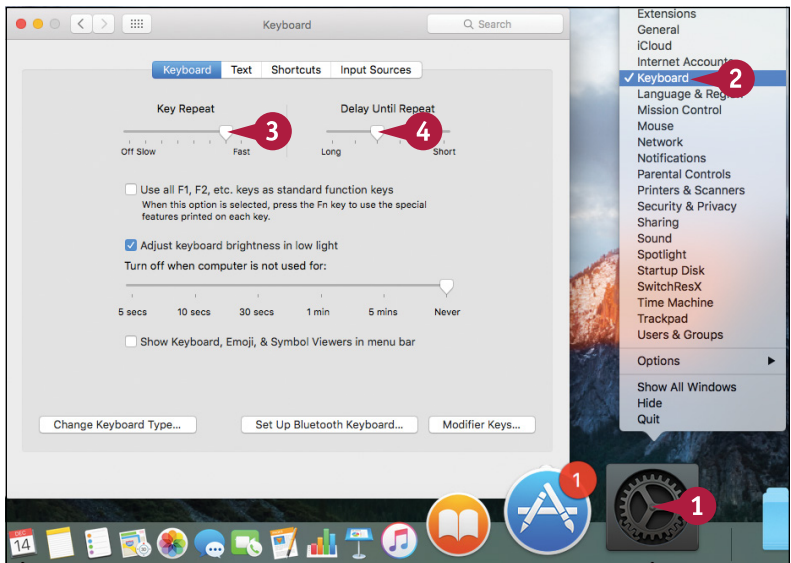 Keyboard
Search
Keyboard Text Shortcuts Input Sources
Key Repeat
Delay Until Repeat
3
4
Off Slow Fast
Long Short
Use all F1, F2, etc. keys as standard function keys
When this option is selected, press the Fn key to use the special
features printed on each key.
Adjust keyboard brightness in low light
Turn off when computer is not used for:
5 secs 10 secs 30 secs 1 min 5 mins Never
Show Keyboard, Emoji, & Symbol Viewers in menu bar
Change Keyboard Type... Set Up Bluetooth Keyboard... Modifier Keys...
Extensions
General
iCloud
Internet Accounts
✓ Keyboard 2
Language & Region
Mission Control
Mouse
Network
Notifications
Parental Controls
Printers & Scanners
Security & Privacy
Sharing
Sound
Spotlight
Startup Disk
SwitchResX
Time Machine
Trackpad
Users & Groups
Options
Show All Windows
Hide
Quit
1
1
DEC
14